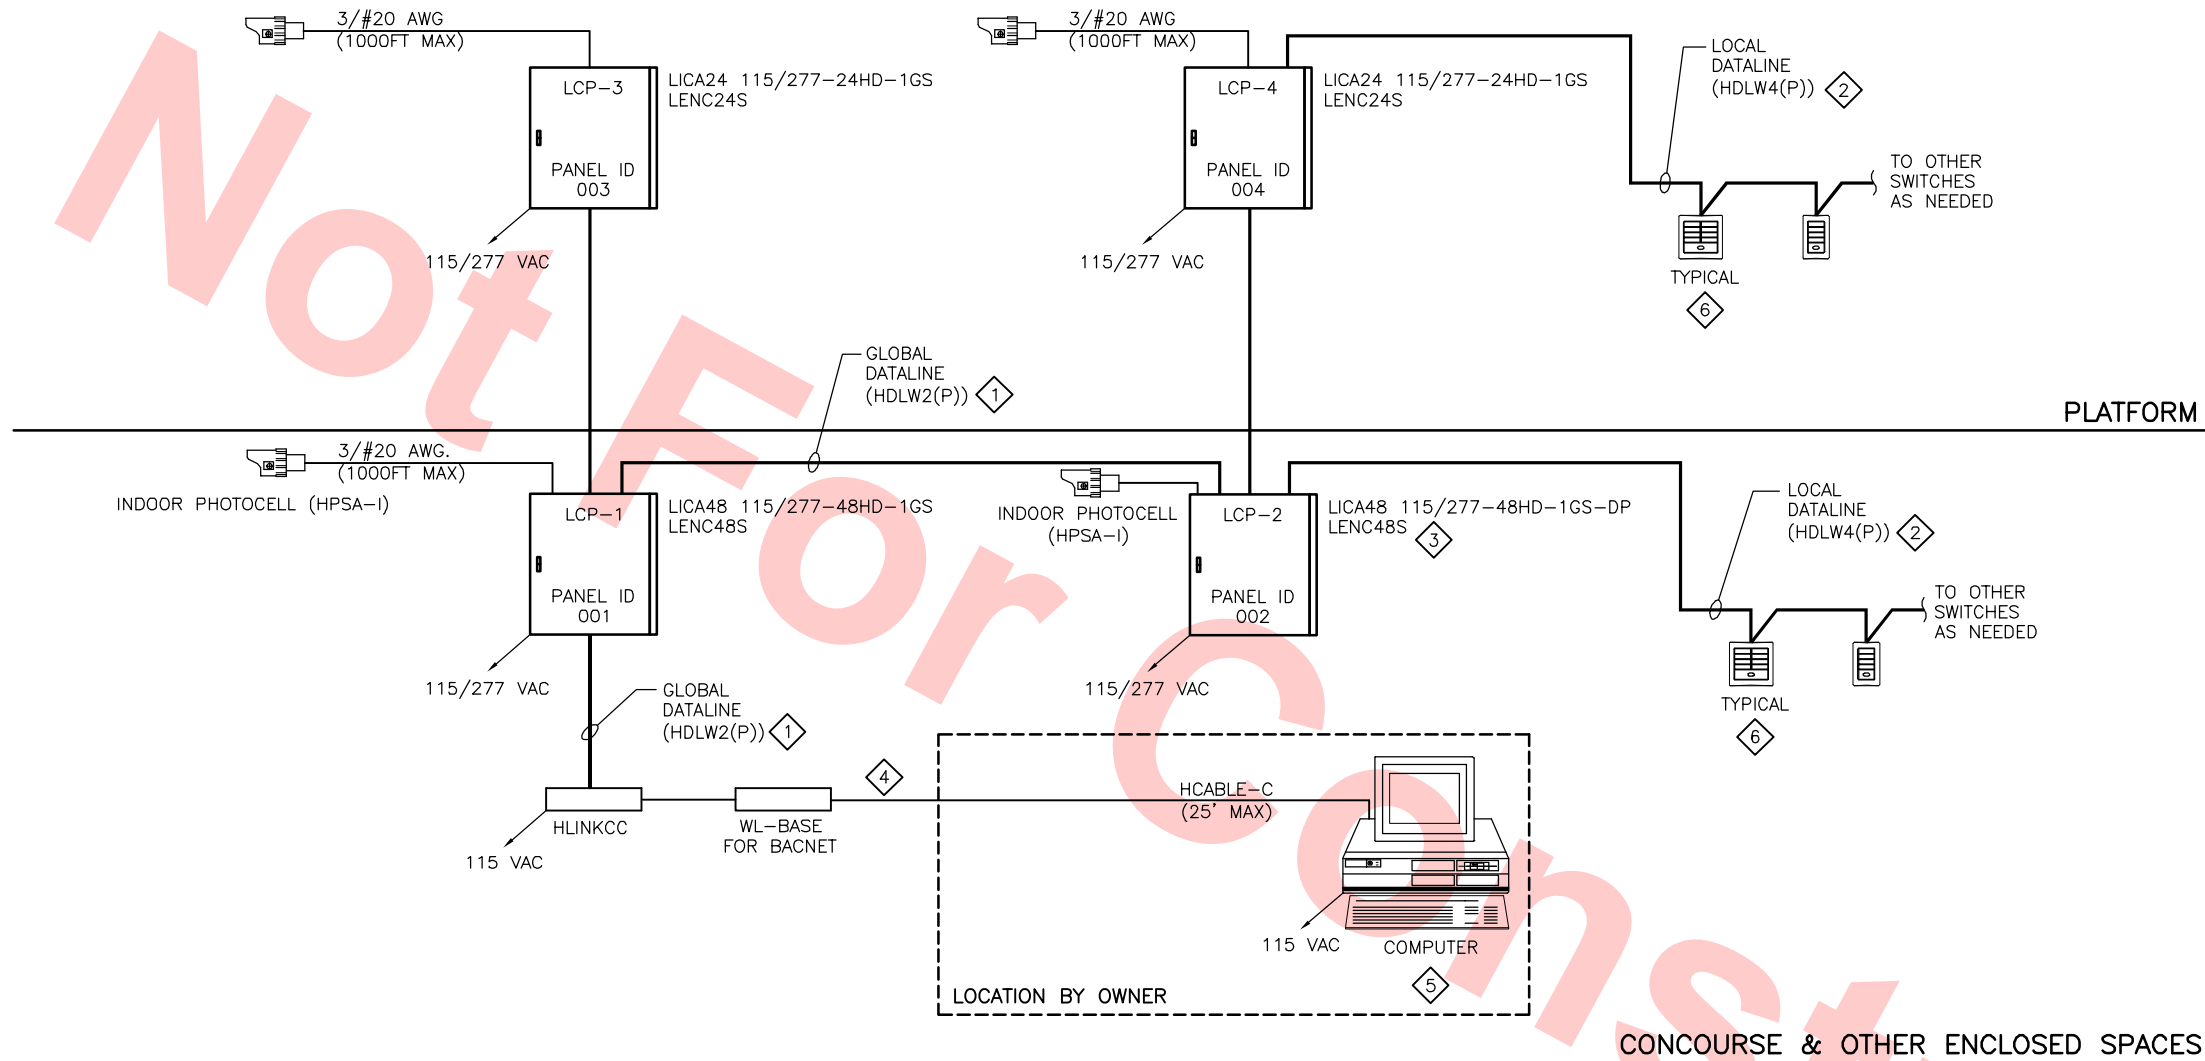 3/#20 AWG
(1000FT MAX)
3/#20 AWG
(1000FT MAX)
LCP-3
LICA24 115/277-24HD-1GS
LENC24S
PANEL ID
003
115/277 VAC
LCP-4
LICA24 115/277-24HD-1GS
LENC24S
PANEL ID
004
115/277 VAC
LOCAL
DATALINE
(HDLW4(P))
2
TO OTHER
SWITCHES
AS NEEDED
TYPICAL
6
GLOBAL
DATALINE
(HDLW2(P))
1
PLATFORM
3/#20 AWG.
(1000FT MAX)
INDOOR PHOTOCELL (HPSA-I)
LCP-1
LICA48 115/277-48HD-1GS
LENC48S
PANEL ID
001
115/277 VAC
INDOOR PHOTOCELL
(HPSA-I)
LCP-2
LICA48 115/277-48HD-1GS-DP
LENC48S
3
PANEL ID
002
115/277 VAC
LOCAL
DATALINE
(HDLW4(P))
2
TO OTHER
SWITCHES
AS NEEDED
TYPICAL
6
GLOBAL
DATALINE
(HDLW2(P))
1
4
HLINKCC
115 VAC
WL-BASE
FOR BACNET
HCABLE-C
(25' MAX)
115 VAC
COMPUTER
5
LOCATION BY OWNER
CONCOURSE & OTHER ENCLOSED SPACES
Not For Const